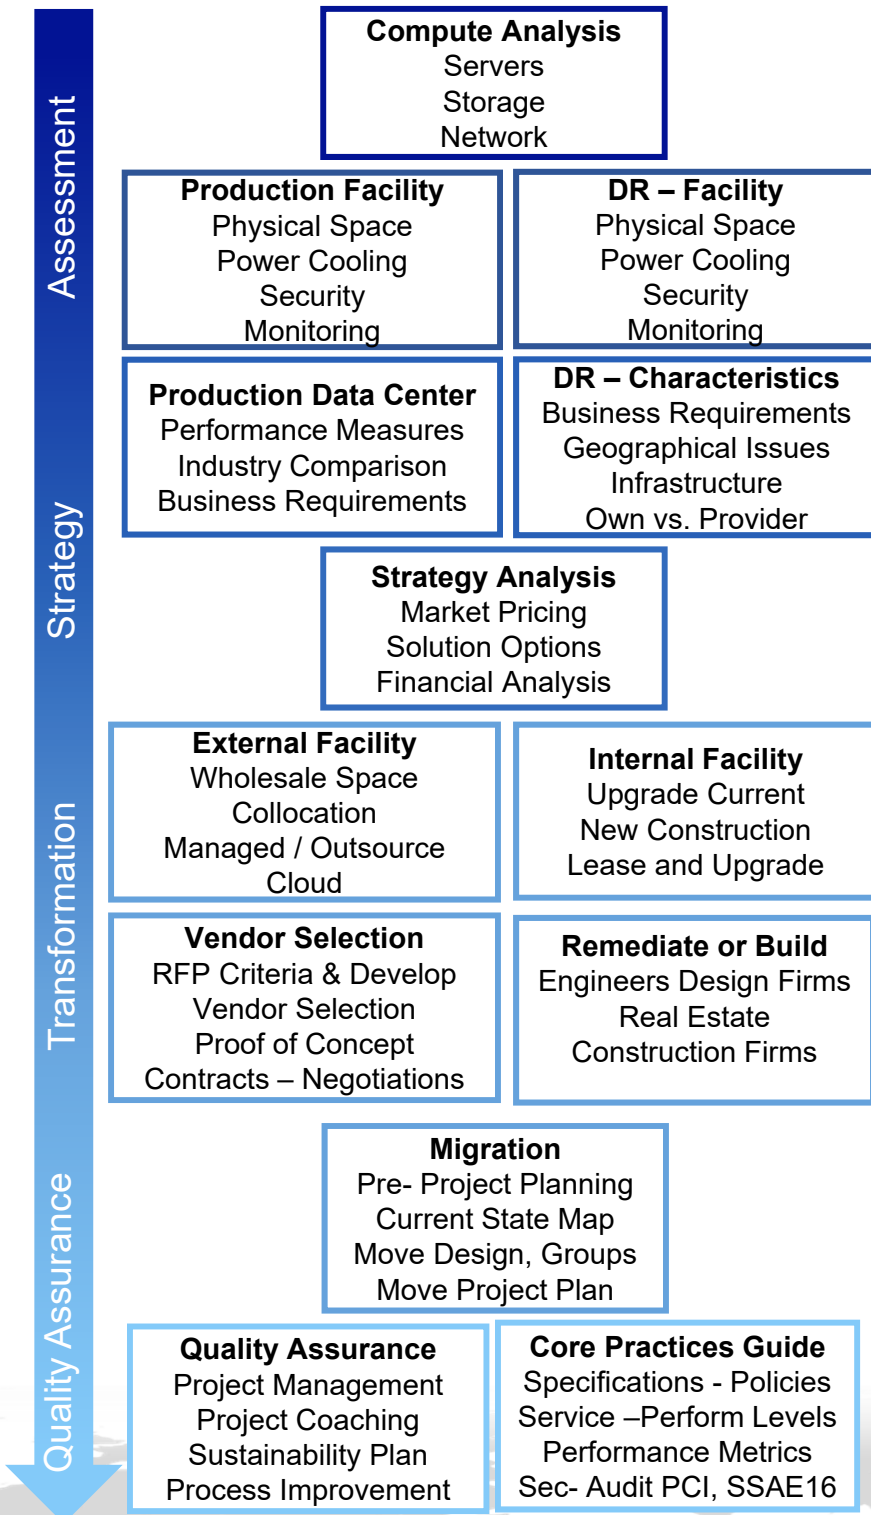 Assessment
Compute Analysis
Servers
Storage
Network
Production Facility
Physical Space
Power Cooling
Security
Monitoring
DR – Facility
Physical Space
Power Cooling
Security
Monitoring
Strategy
Production Data Center
Performance Measures
Industry Comparison
Business Requirements
DR – Characteristics
Business Requirements
Geographical Issues
Infrastructure
Own vs. Provider
Strategy Analysis
Market Pricing
Solution Options
Financial Analysis
Transformation
External Facility
Wholesale Space
Collocation
Managed / Outsource
Cloud
Internal Facility
Upgrade Current
New Construction
Lease and Upgrade
Vendor Selection
RFP Criteria & Develop
Vendor Selection
Proof of Concept
Contracts – Negotiations
Remediate or Build
Engineers Design Firms
Real Estate
Construction Firms
Quality Assurance
Migration
Pre- Project Planning
Current State Map
Move Design, Groups
Move Project Plan
Quality Assurance
Project Management
Project Coaching
Sustainability Plan
Process Improvement
Core Practices Guide
Specifications - Policies
Service –Perform Levels
Performance Metrics
Sec- Audit PCI, SSAE16